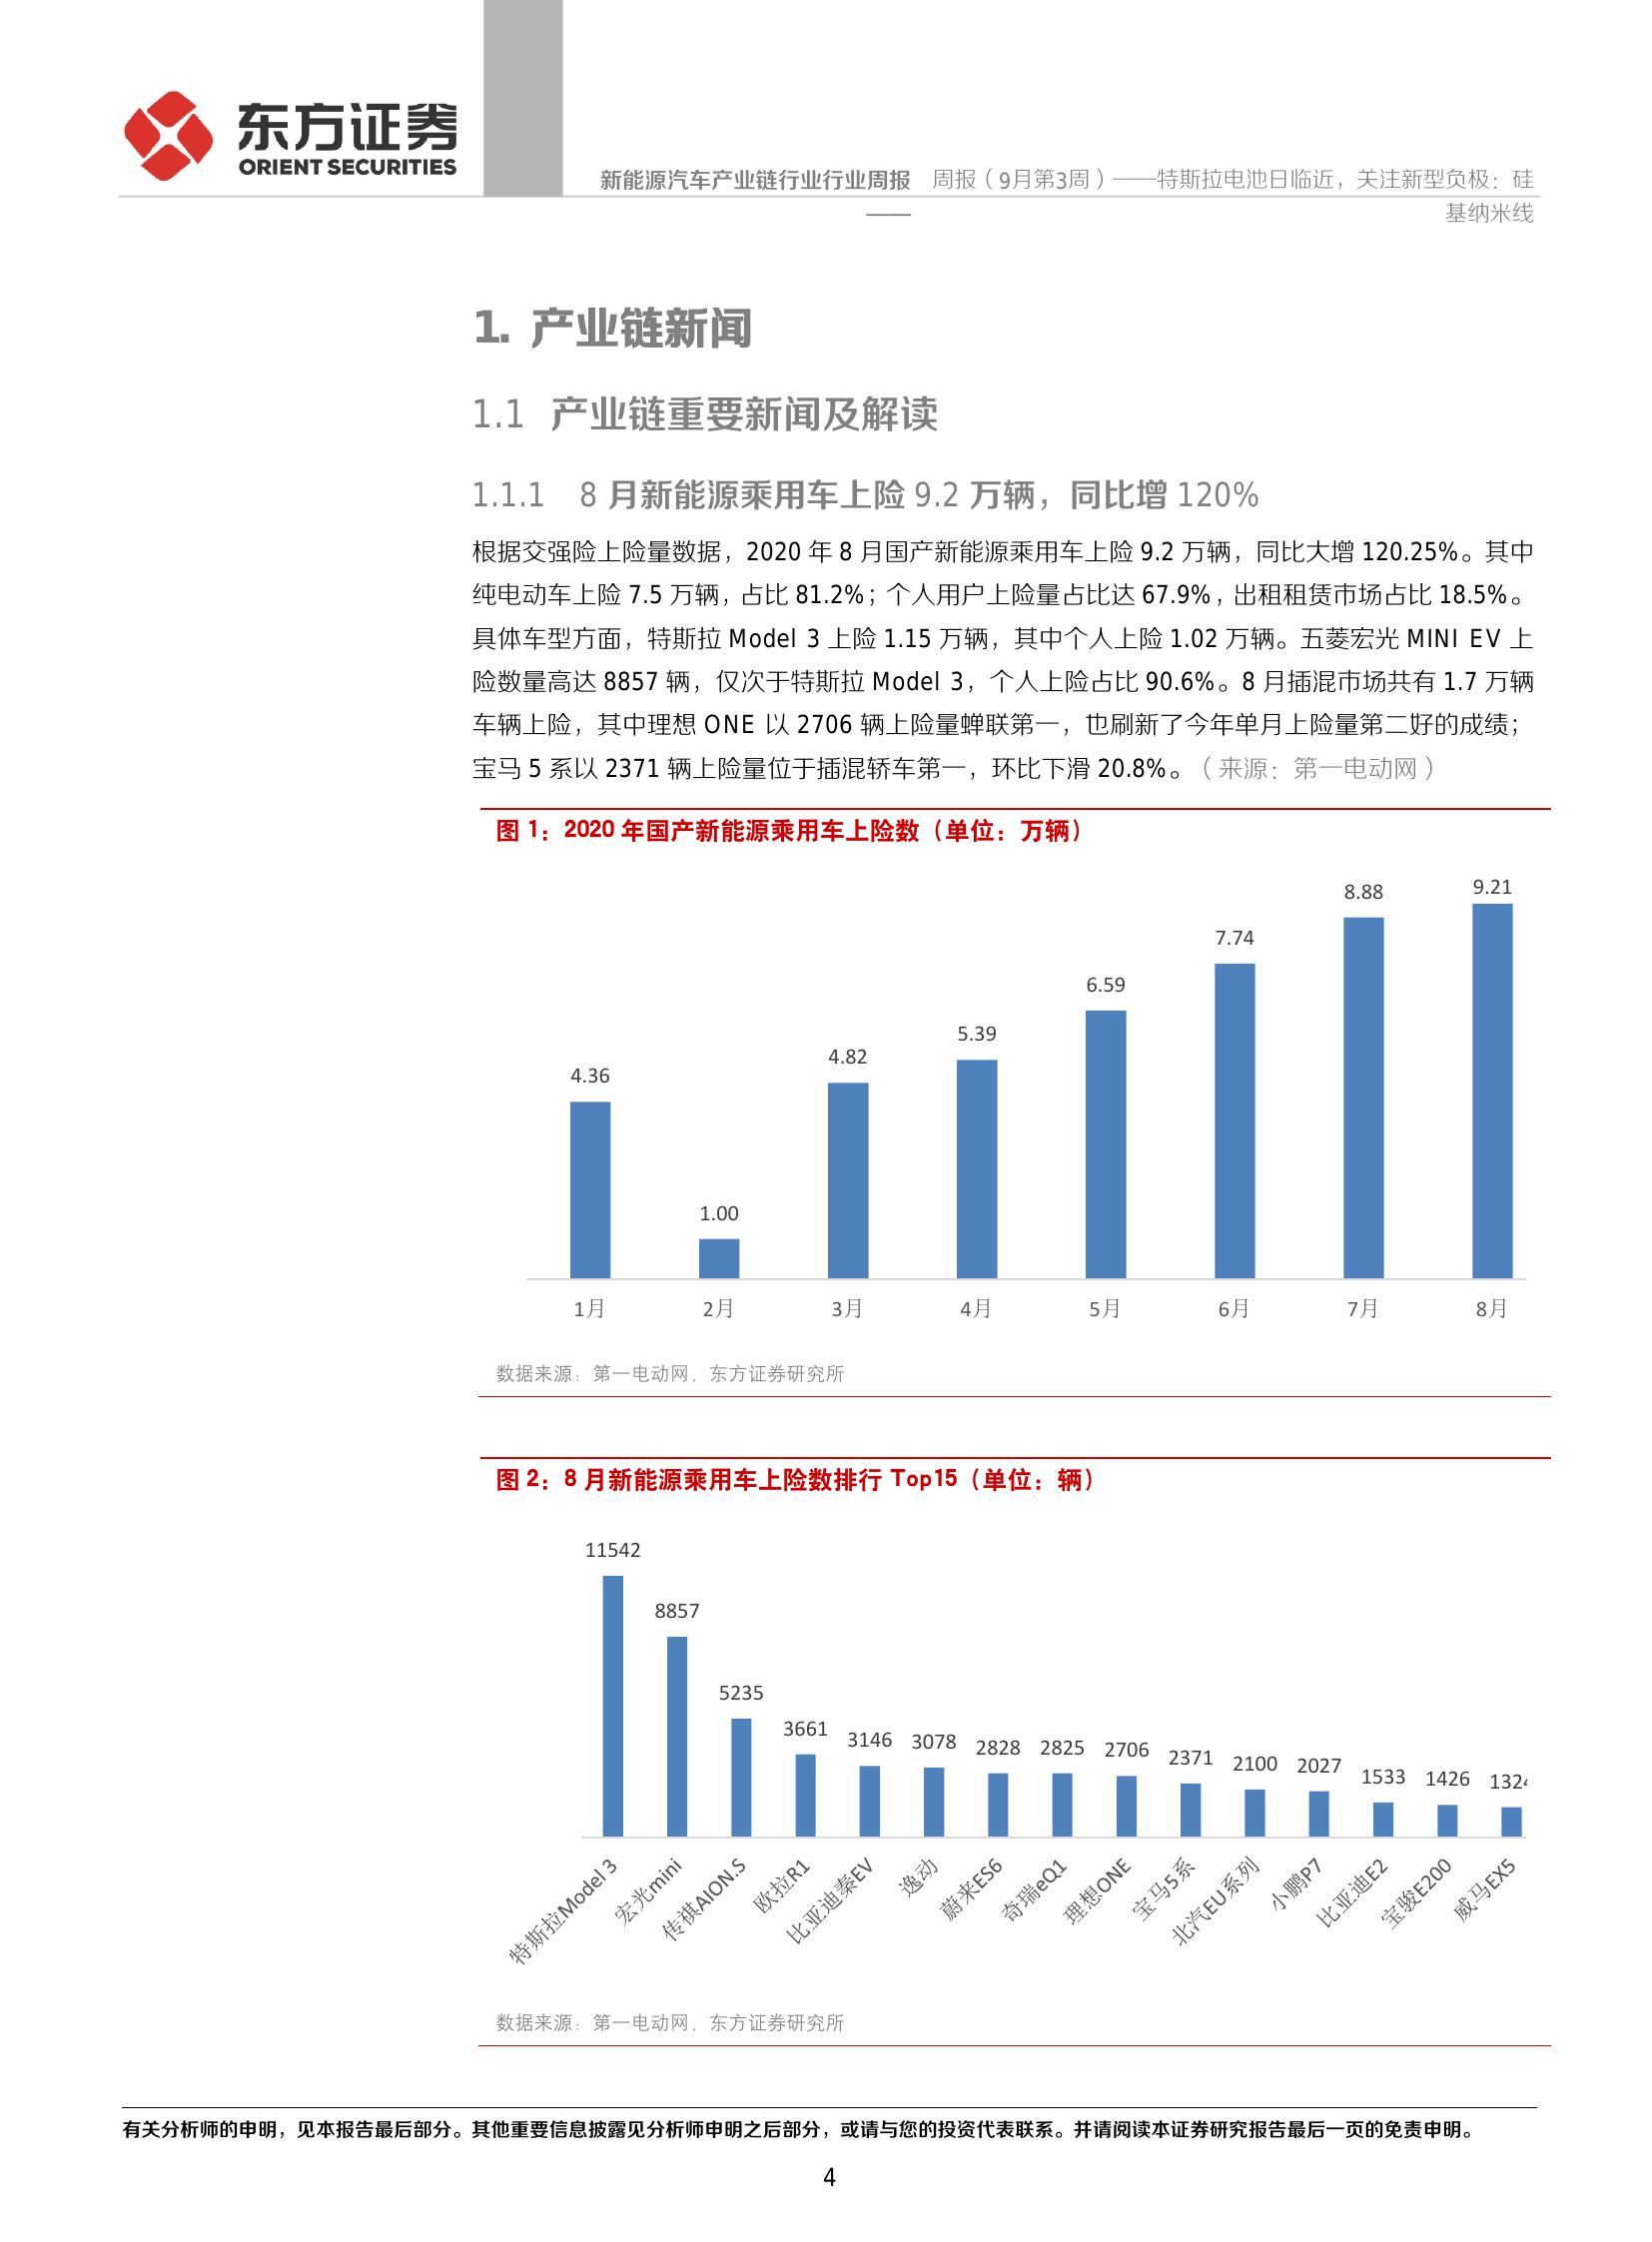 东方证券
ORIENT SECURITIES
新能源汽车产业链行业行业周报 周报（9月第3周）——特斯拉电池日临近，关注新型负极：硅
—— 基纳米线
1. 产业链新闻
1.1 产业链重要新闻及解读
1.1.1 8 月新能源乘用车上险 9.2 万辆，同比增 120%
根据交强险上险量数据，2020 年 8 月国产新能源乘用车上险 9.2 万辆，同比大增 120.25%。其中
纯电动车上险 7.5 万辆，占比 81.2%；个人用户上险量占比达 67.9%，出租租赁市场占比 18.5%。
具体车型方面，特斯拉 Model 3 上险 1.15 万辆，其中个人上险 1.02 万辆。五菱宏光 MINI EV 上
险数量高达 8857 辆，仅次于特斯拉 Model 3，个人上险占比 90.6%。8 月插混市场共有 1.7 万辆
车辆上险，其中理想 ONE 以 2706 辆上险量蝉联第一，也刷新了今年单月上险量第二好的成绩；
宝马 5 系以 2371 辆上险量位于插混轿车第一，环比下滑 20.8%。（来源：第一电动网）
图 1：2020 年国产新能源乘用车上险数（单位：万辆）
4.36 1.00 4.82 5.39 6.59 7.74 8.88 9.21
1月 2月 3月 4月 5月 6月 7月 8月
数据来源：第一电动网，东方证券研究所
图 2：8 月新能源乘用车上险数排行 Top15（单位：辆）
11542 8857 5235 3661 3146 3078 2828 2825 2706 2371 2100 2027 1533 1426 1324
特斯拉Model 3 宏光mini 传祺AION.S 欧拉R1 比亚迪秦EV 逸动 蔚来ES6 奇瑞eQ1 理想ONE 宝马5系 北汽EU系列 小鹏P7 比亚迪E2 宝骏E200 威马EX5
数据来源：第一电动网，东方证券研究所
有关分析师的申明，见本报告最后部分。其他重要信息披露见分析师申明之后部分，或请与您的投资代表联系。并请阅读本证券研究报告最后一页的免责申明。
4